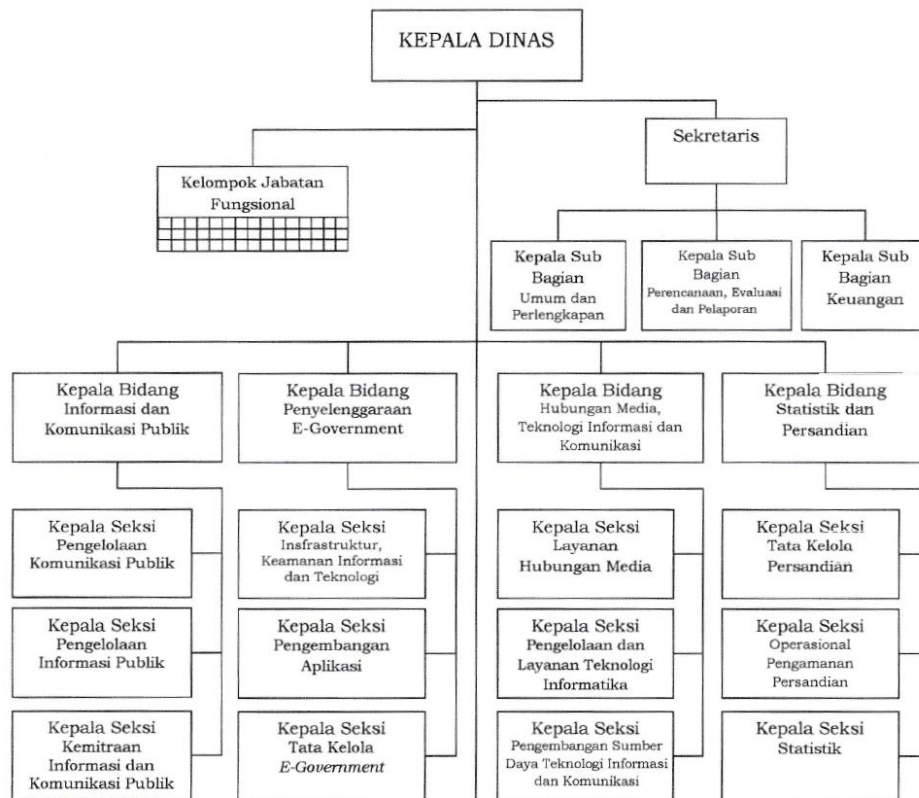 KEPALA DINAS
Sekretaris
Kelompok Jabatan
Fungsional
Kepala Sub
Bagian
Umum dan
Perlengkapan
Kepala Sub
Bagian
Perencanaan, Evaluasi
dan Pelaporan
Kepala Sub
Bagian
Keuangan
Kepala Bidang
Informasi dan
Komunikasi Publik
Kepala Bidang
Penyelenggaraan
E-Government
Kepala Bidang
Hubungan Media,
Teknologi Informasi dan
Komunikasi
Kepala Bidang
Statistik dan
Persandian
Kepala Seksi
Pengelolaan
Komunikasi Publik
Kepala Seksi
Insfrastruktur,
Keamanan Informasi
dan Teknologi
Kepala Seksi
Layanan
Hubungan Media
Kepala Seksi
Tata Kelola
Persandian
Kepala Seksi
Pengelolaan
Informasi Publik
Kepala Seksi
Pengembangan
Aplikasi
Kepala Seksi
Pengelolaan dan
Layanan Teknologi
Informatika
Kepala Seksi
Operasional
Pengamanan
Persandian
Kepala Seksi
Kemitraan
Informasi dan
Komunikasi Publik
Kepala Seksi
Tata Kelola
E-Government
Kepala Seksi
Pengembangan Sumber
Daya Teknologi Informasi
dan Komunikasi
Kepala Seksi
Statistik